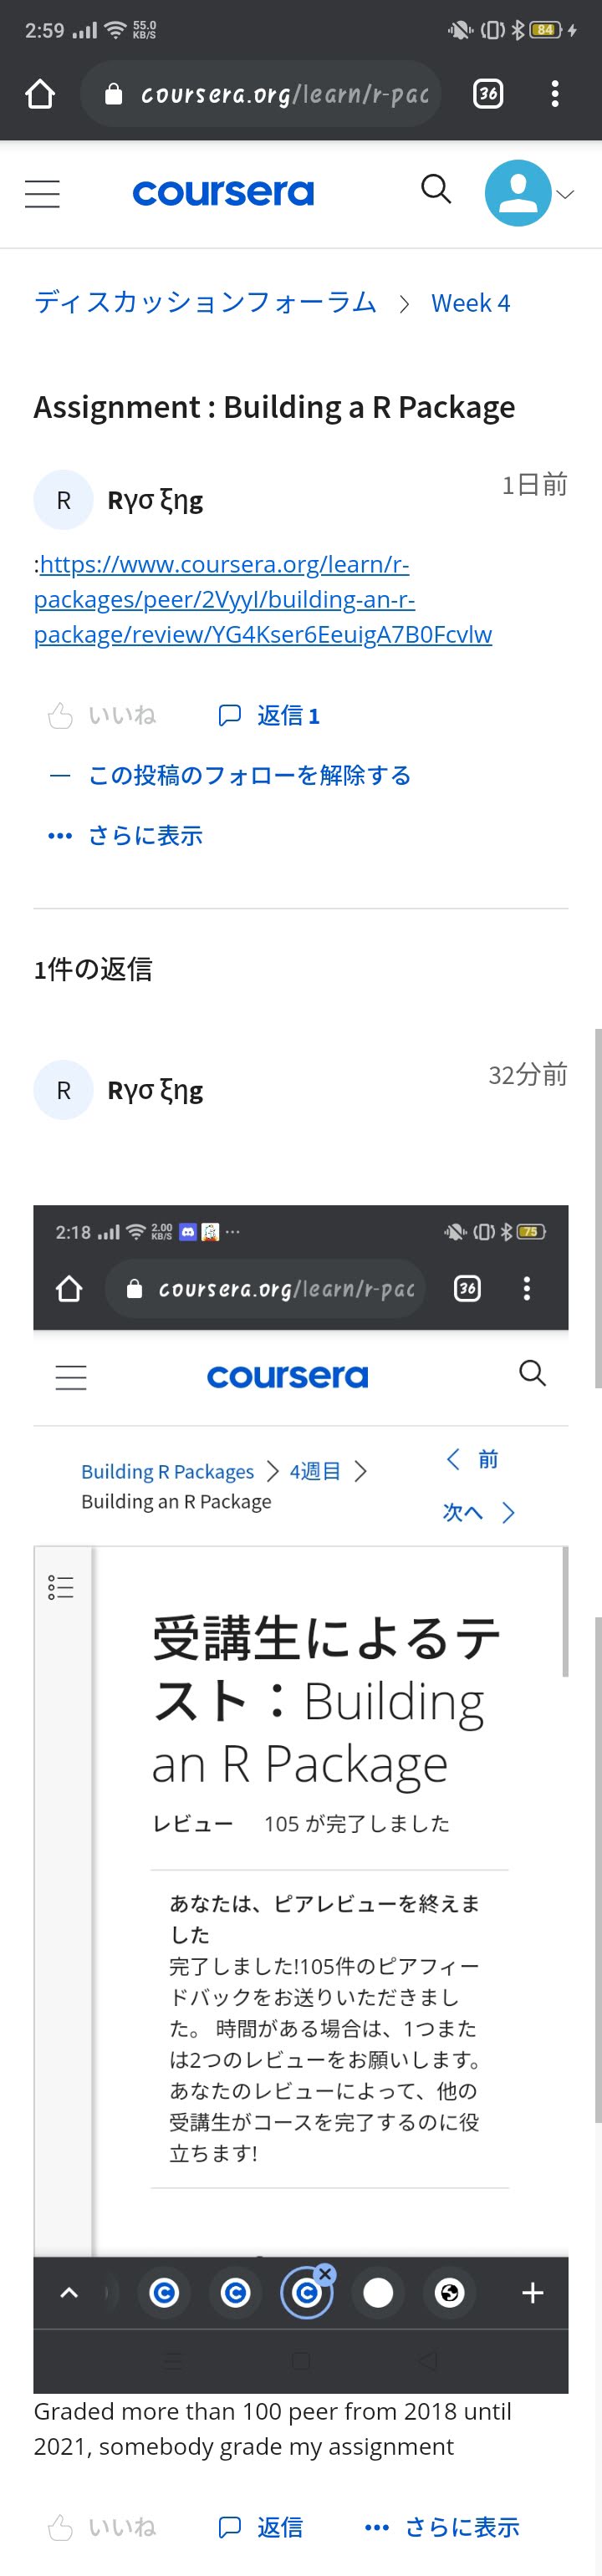 2:59 55.0 KB/S 84
coursera.org/learn/r-pac 36
coursera
ディスカッションフォーラム > Week 4
Assignment : Building a R Package
R Rγσ ξηg 1日前
:https://www.coursera.org/learn/r-
packages/peer/2VyyI/building-an-r-
package/review/YG4Kser6EeuigA7B0Fcvlw
いいね 返信 1
この投稿のフォローを解除する
さらに表示
1件の返信
R Rγσ ξηg 32分前
2:18 2.00 KB/S 75
coursera.org/learn/r-pac 36
coursera
Building R Packages > 4週目 > < 前
Building an R Package
次へ >
受講生によるテ
スト：Building
an R Package
レビュー 105 が完了しました
あなたは、ピアレビューを終えま
した
完了しました!105件のピアフィー
ドバックをお送りいただきまし
た。 時間がある場合は、1つまた
は2つのレビューをお願いします。
あなたのレビューによって、他の
受講生がコースを完了するのに役
立ちます!
Graded more than 100 peer from 2018 until
2021, somebody grade my assignment
いいね 返信 さらに表示